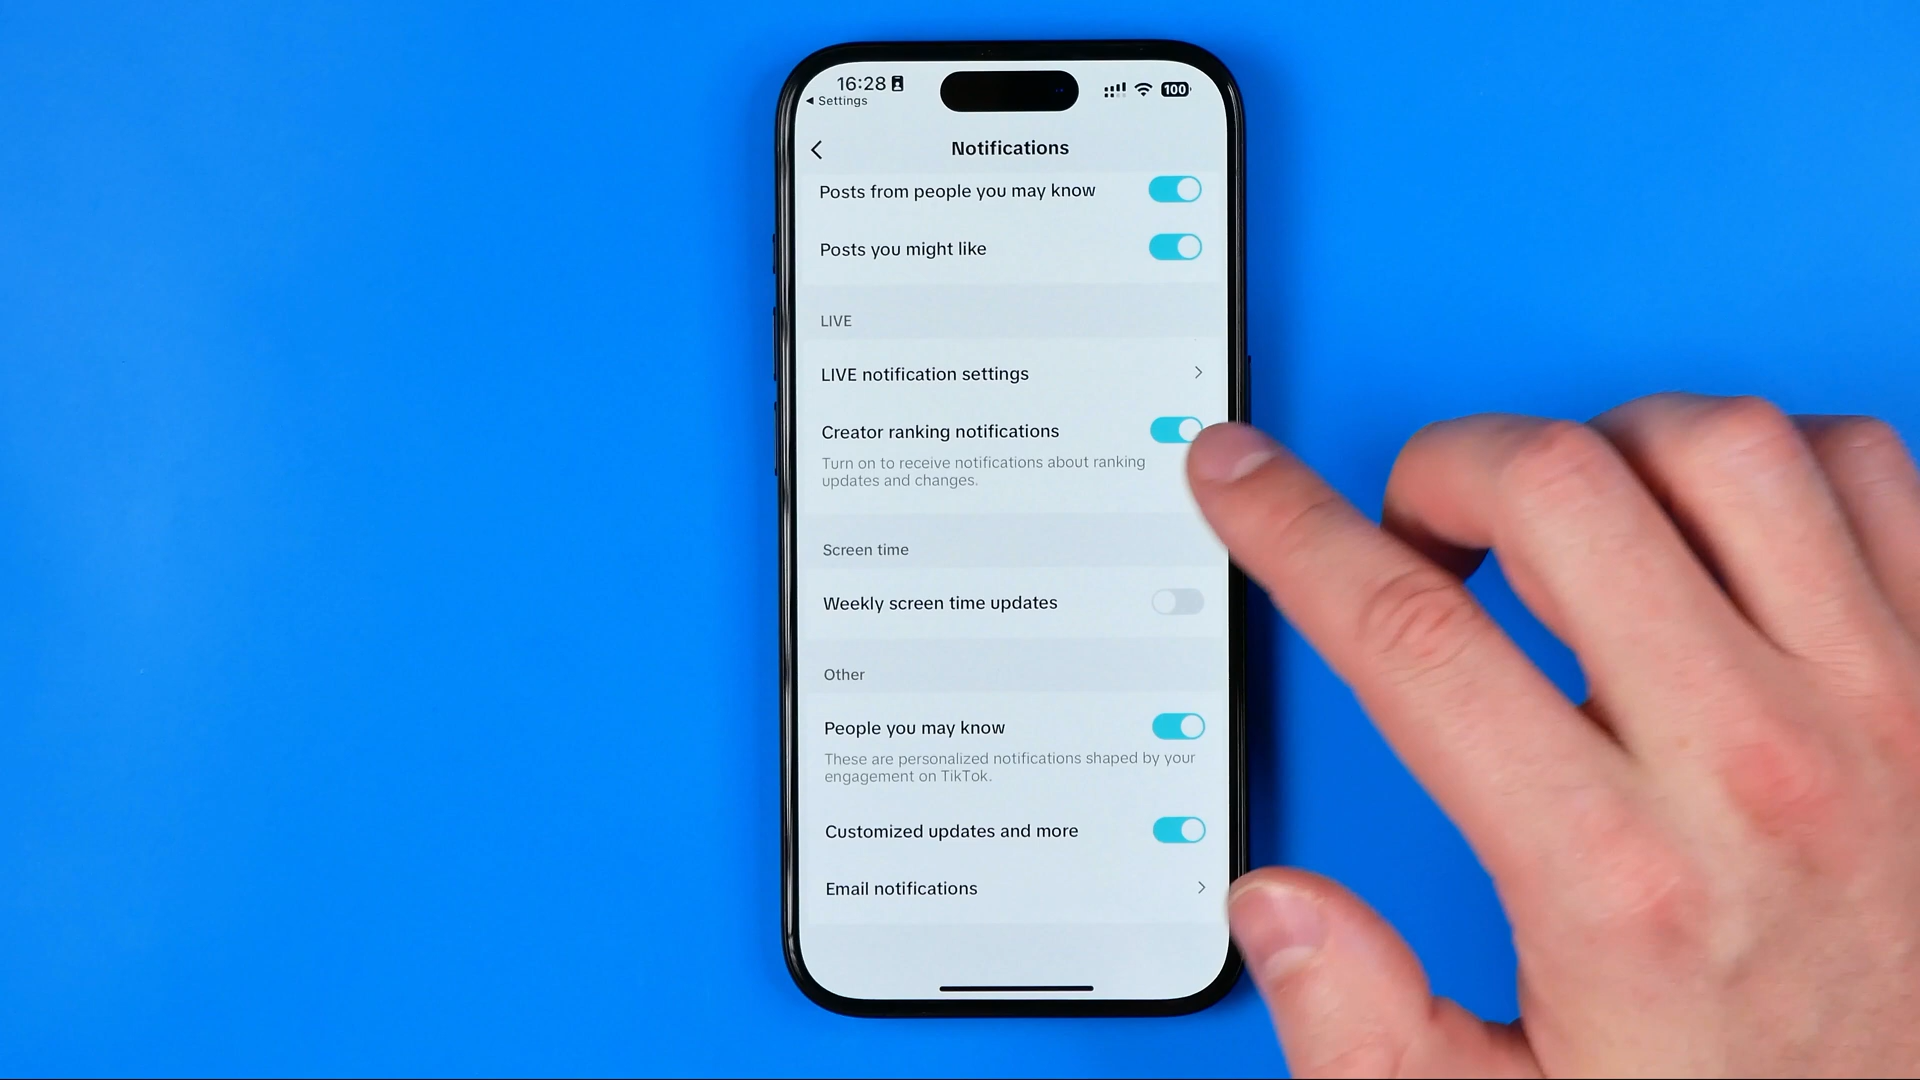 16:28
◀ Settings
100
Notifications
Posts from people you may know
Posts you might like
LIVE
LIVE notification settings
Creator ranking notifications
Turn on to receive notifications about ranking
updates and changes.
Screen time
Weekly screen time updates
Other
People you may know
These are personalized notifications shaped by your
engagement on TikTok.
Customized updates and more
Email notifications